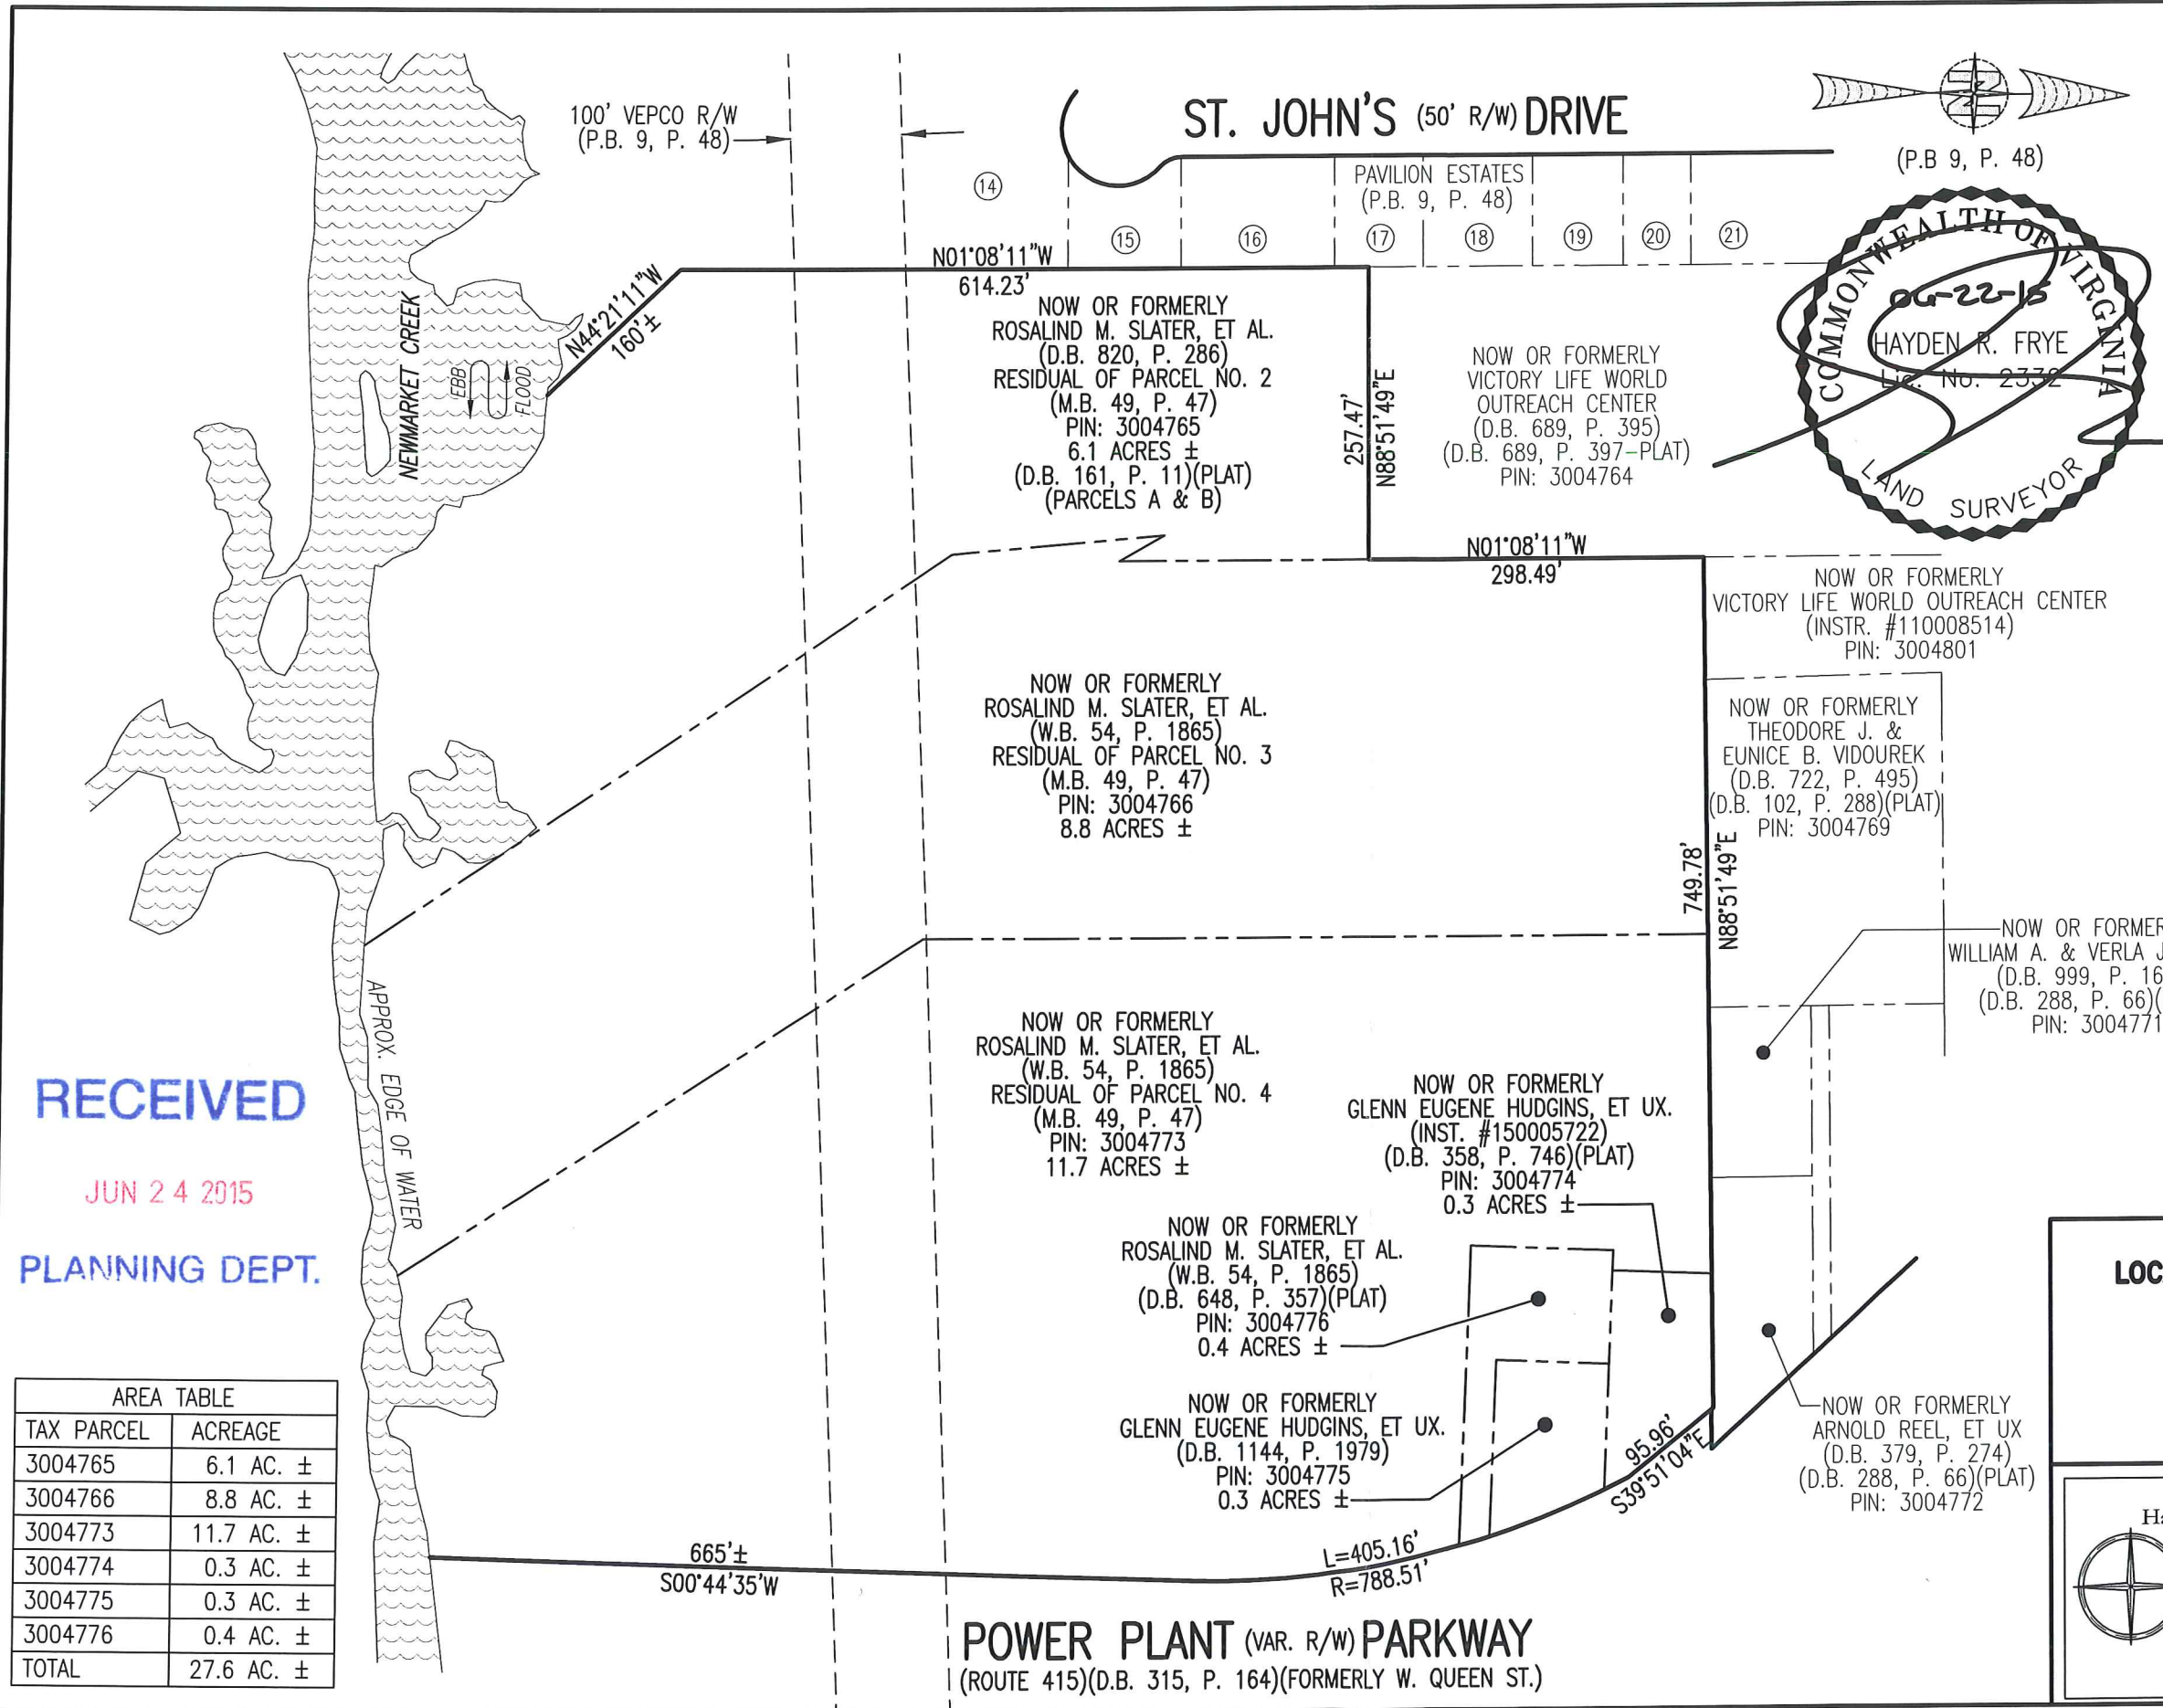 100' VEPCO R/W
(P.B. 9, P. 48)
ST. JOHN'S (50' R/W) DRIVE
(P.B 9, P. 48)
PAVILION ESTATES
(P.B. 9, P. 48)
14
15
16
17
18
19
20
21
COMMONWEALTH OF VIRGINIA
06-22-15
HAYDEN R. FRYE
Lic. No. 2332
LAND SURVEYOR
N44°21'11"W
160'±
N01°08'11"W
614.23'
NEWMARKET CREEK
EBB
FLOOD
NOW OR FORMERLY
ROSALIND M. SLATER, ET AL.
(D.B. 820, P. 286)
RESIDUAL OF PARCEL NO. 2
(M.B. 49, P. 47)
PIN: 3004765
6.1 ACRES ±
(D.B. 161, P. 11)(PLAT)
(PARCELS A & B)
257.47'
N88°51'49"E
NOW OR FORMERLY
VICTORY LIFE WORLD
OUTREACH CENTER
(D.B. 689, P. 395)
(D.B. 689, P. 397-PLAT)
PIN: 3004764
N01°08'11"W
298.49'
NOW OR FORMERLY
VICTORY LIFE WORLD OUTREACH CENTER
(INSTR. #110008514)
PIN: 3004801
NOW OR FORMERLY
ROSALIND M. SLATER, ET AL.
(W.B. 54, P. 1865)
RESIDUAL OF PARCEL NO. 3
(M.B. 49, P. 47)
PIN: 3004766
8.8 ACRES ±
NOW OR FORMERLY
THEODORE J. &
EUNICE B. VIDOUREK
(D.B. 722, P. 495)
(D.B. 102, P. 288)(PLAT)
PIN: 3004769
749.78'
N88°51'49"E
NOW OR FORMER
WILLIAM A. & VERLA J
(D.B. 999, P. 16
(D.B. 288, P. 66)(
PIN: 3004771
APPROX. EDGE OF WATER
NOW OR FORMERLY
ROSALIND M. SLATER, ET AL.
(W.B. 54, P. 1865)
RESIDUAL OF PARCEL NO. 4
(M.B. 49, P. 47)
PIN: 3004773
11.7 ACRES ±
NOW OR FORMERLY
GLENN EUGENE HUDGINS, ET UX.
(INST. #150005722)
(D.B. 358, P. 746)(PLAT)
PIN: 3004774
0.3 ACRES ±
RECEIVED
JUN 24 2015
PLANNING DEPT.
NOW OR FORMERLY
ROSALIND M. SLATER, ET AL.
(W.B. 54, P. 1865)
(D.B. 648, P. 357)(PLAT)
PIN: 3004776
0.4 ACRES ±
NOW OR FORMERLY
GLENN EUGENE HUDGINS, ET UX.
(D.B. 1144, P. 1979)
PIN: 3004775
0.3 ACRES ±
95.96'
S39°51'04"E
NOW OR FORMERLY
ARNOLD REEL, ET UX
(D.B. 379, P. 274)
(D.B. 288, P. 66)(PLAT)
PIN: 3004772
LOC
Ha
AREA TABLE
TAX PARCEL ACREAGE
3004765 6.1 AC. ±
3004766 8.8 AC. ±
3004773 11.7 AC. ±
3004774 0.3 AC. ±
3004775 0.3 AC. ±
3004776 0.4 AC. ±
TOTAL 27.6 AC. ±
665'±
S00°44'35"W
L=405.16'
R=788.51'
POWER PLANT (VAR. R/W) PARKWAY
(ROUTE 415)(D.B. 315, P. 164)(FORMERLY W. QUEEN ST.)